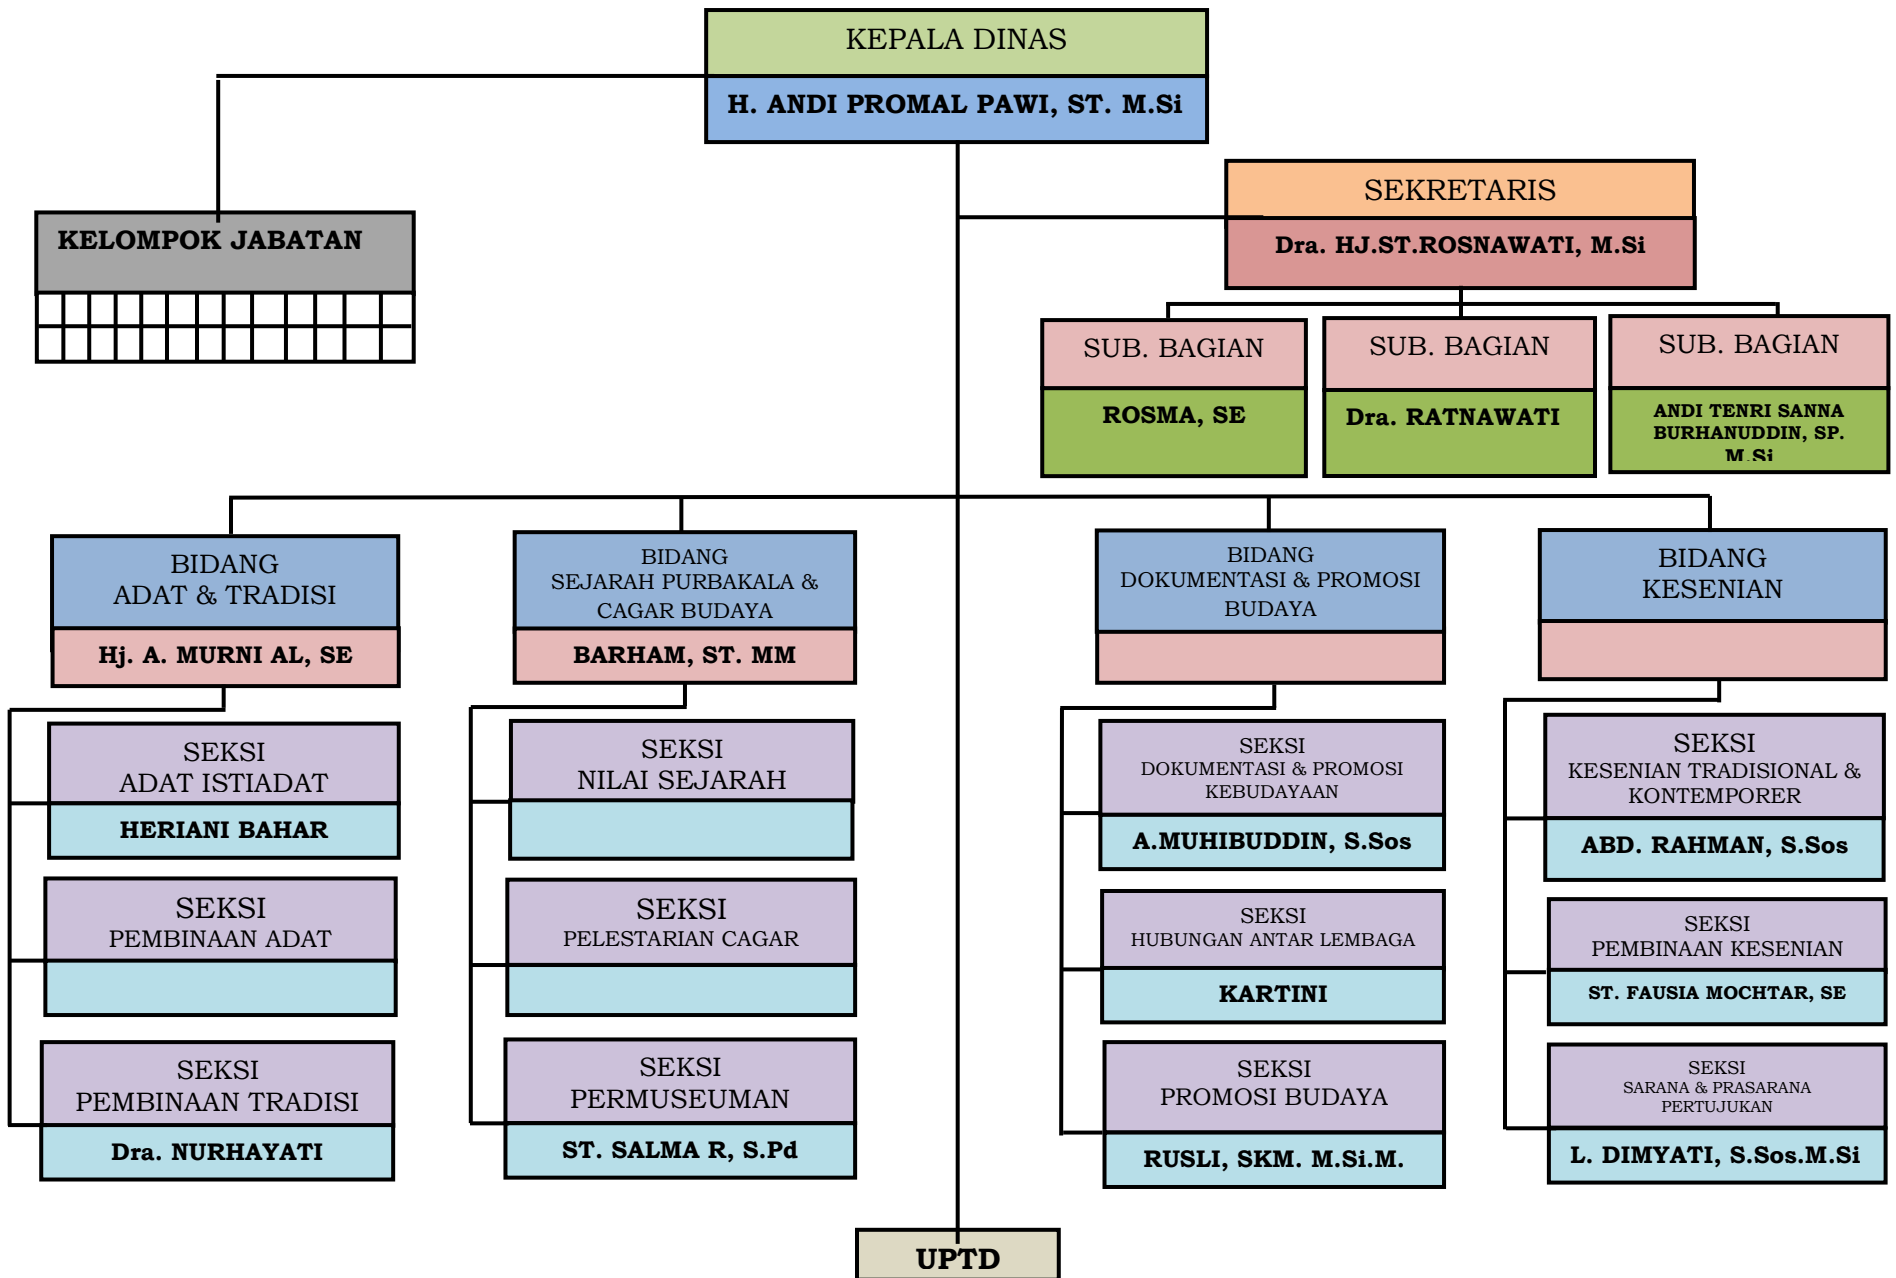 KEPALA DINAS
H. ANDI PROMAL PAWI, ST. M.Si
SEKRETARIS
Dra. HJ.ST.ROSNAWATI, M.Si
KELOMPOK JABATAN
SUB. BAGIAN
ROSMA, SE
SUB. BAGIAN
Dra. RATNAWATI
SUB. BAGIAN
ANDI TENRI SANNA
BURHANUDDIN, SP.
M.Si
BIDANG
ADAT & TRADISI
Hj. A. MURNI AL, SE
SEKSI
ADAT ISTIADAT
HERIANI BAHAR
SEKSI
PEMBINAAN ADAT
SEKSI
PEMBINAAN TRADISI
Dra. NURHAYATI
BIDANG
SEJARAH PURBAKALA &
CAGAR BUDAYA
BARHAM, ST. MM
SEKSI
NILAI SEJARAH
SEKSI
PELESTARIAN CAGAR
SEKSI
PERMUSEUMAN
ST. SALMA R, S.Pd
BIDANG
DOKUMENTASI & PROMOSI
BUDAYA
SEKSI
DOKUMENTASI & PROMOSI
KEBUDAYAAN
A.MUHIBUDDIN, S.Sos
SEKSI
HUBUNGAN ANTAR LEMBAGA
KARTINI
SEKSI
PROMOSI BUDAYA
RUSLI, SKM. M.Si.M.
BIDANG
KESENIAN
SEKSI
KESENIAN TRADISIONAL &
KONTEMPORER
ABD. RAHMAN, S.Sos
SEKSI
PEMBINAAN KESENIAN
ST. FAUSIA MOCHTAR, SE
SEKSI
SARANA & PRASARANA
PERTUJUKAN
L. DIMYATI, S.Sos.M.Si
UPTD